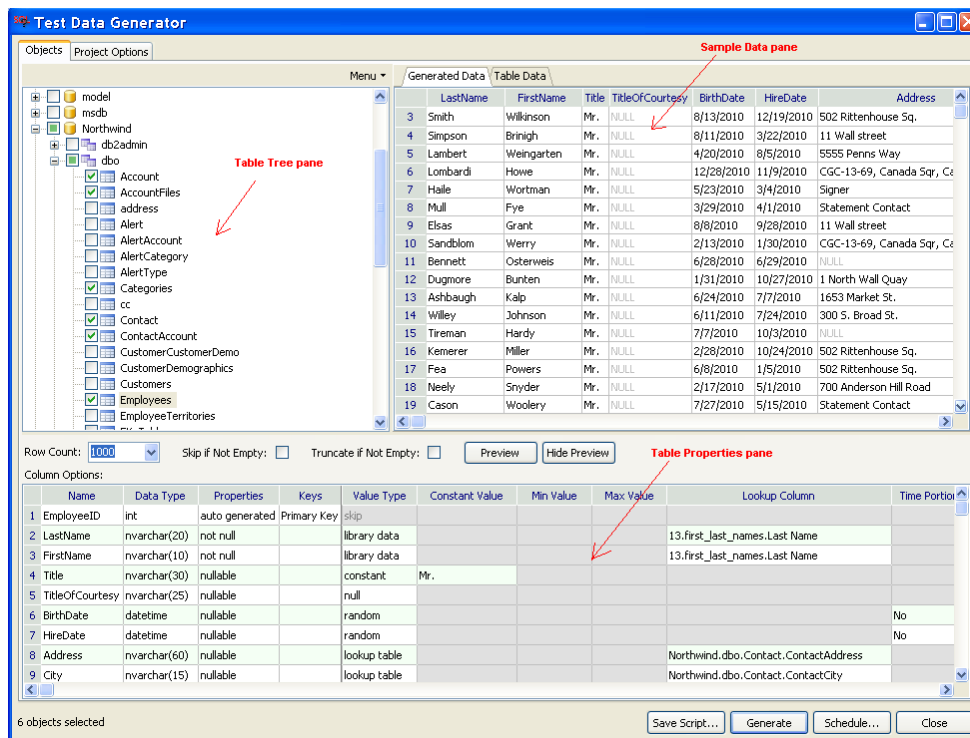 Test Data Generator
Objects Project Options
Sample Data pane
Menu
Generated Data Table Data
model
msdb
Northwind
db2admin
dbo
Table Tree pane
Account
AccountFiles
address
Alert
AlertAccount
AlertCategory
AlertType
Categories
cc
Contact
ContactAccount
CustomerCustomerDemo
CustomerDemographics
Customers
Employees
EmployeeTerritories
LastName FirstName Title TitleOfCourtesy BirthDate HireDate Address
3 Smith Wilkinson Mr. NULL 8/13/2010 12/19/2010 502 Rittenhouse Sq.
4 Simpson Brinigh Mr. NULL 8/11/2010 3/22/2010 11 Wall street
5 Lambert Weingarten Mr. NULL 4/20/2010 8/5/2010 5555 Penns Way
6 Lombardi Howe Mr. NULL 12/28/2010 11/9/2010 CGC-13-69, Canada Sqr, Ca
7 Haile Wortman Mr. NULL 5/23/2010 3/4/2010 Signer
8 Mull Fye Mr. NULL 3/29/2010 4/1/2010 Statement Contact
9 Elsas Grant Mr. NULL 8/8/2010 9/28/2010 11 Wall street
10 Sandblom Werry Mr. NULL 2/13/2010 1/30/2010 CGC-13-69, Canada Sqr, Ca
11 Bennett Osterweis Mr. NULL 6/28/2010 6/29/2010 NULL
12 Dugmore Bunten Mr. NULL 1/31/2010 10/27/2010 1 North Wall Quay
13 Ashbaugh Kalp Mr. NULL 6/24/2010 7/7/2010 1653 Market St.
14 Willey Johnson Mr. NULL 6/11/2010 7/24/2010 300 S. Broad St.
15 Tireman Hardy Mr. NULL 7/7/2010 10/3/2010 NULL
16 Kemerer Miller Mr. NULL 2/28/2010 10/24/2010 502 Rittenhouse Sq.
17 Fea Powers Mr. NULL 6/8/2010 1/5/2010 502 Rittenhouse Sq.
18 Neely Snyder Mr. NULL 2/17/2010 5/1/2010 700 Anderson Hill Road
19 Cason Woolery Mr. NULL 7/27/2010 5/15/2010 Statement Contact
Row Count: 1000 Skip if Not Empty: Truncate if Not Empty: Preview Hide Preview Table Properties pane
Column Options:
Name Data Type Properties Keys Value Type Constant Value Min Value Max Value Lookup Column Time Portion
1 EmployeeID int auto generated Primary Key skip
2 LastName nvarchar(20) not null library data 13.first_last_names.Last Name
3 FirstName nvarchar(10) not null library data 13.first_last_names.Last Name
4 Title nvarchar(30) nullable constant Mr.
5 TitleOfCourtesy nvarchar(25) nullable null
6 BirthDate datetime nullable random No
7 HireDate datetime nullable random No
8 Address nvarchar(60) nullable lookup table Northwind.dbo.Contact.ContactAddress
9 City nvarchar(15) nullable lookup table Northwind.dbo.Contact.ContactCity
6 objects selected
Save Script... Generate Schedule... Close